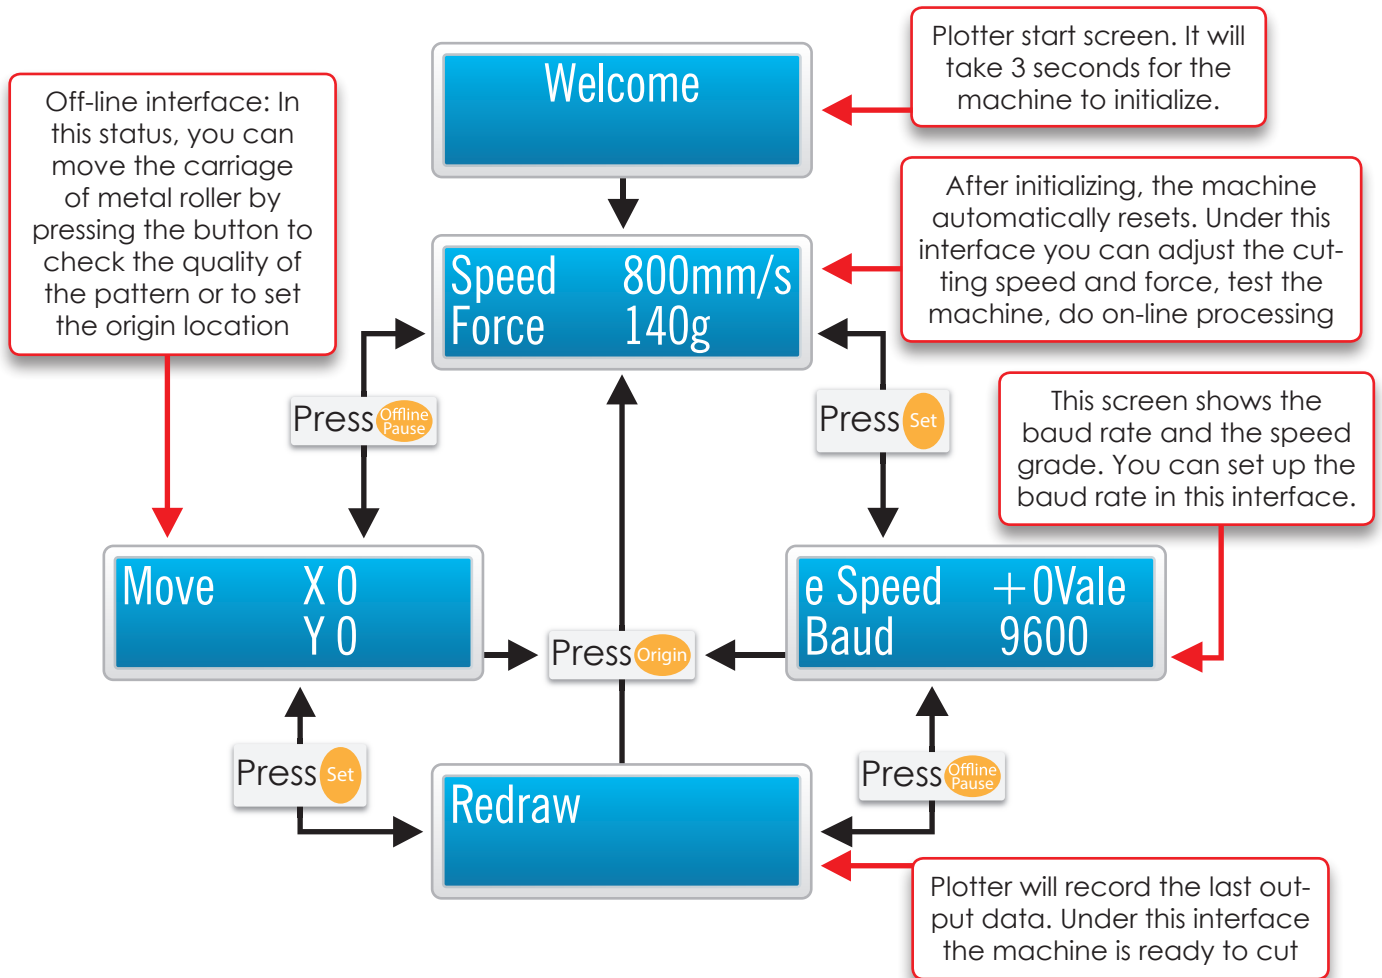 Welcome
Plotter start screen. It will
take 3 seconds for the
machine to initialize.
Off-line interface: In
this status, you can
move the carriage
of metal roller by
pressing the button to
check the quality of
the pattern or to set
the origin location
After initializing, the machine
automatically resets. Under this
interface you can adjust the cut-
ting speed and force, test the
machine, do on-line processing
Speed 800mm/s
Force 140g
Press Offline
Pause
Press Set
This screen shows the
baud rate and the speed
grade. You can set up the
baud rate in this interface.
Move X 0
Y 0
Press Origin
e Speed +0Vale
Baud 9600
Press Set
Press Offline
Pause
Redraw
Plotter will record the last out-
put data. Under this interface
the machine is ready to cut